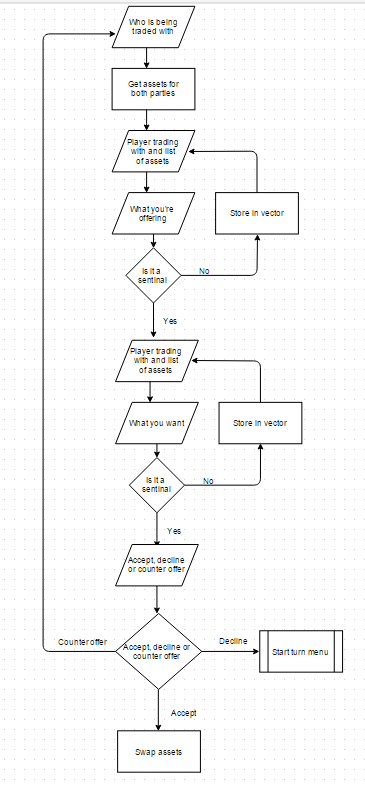 Who is being
traded with
Get assets for
both parties
Player trading
with and list
of assets
What you're
offering
Store in vector
Is it a
sentinal
No
Yes
Player trading
with and list
of assets
What you want
Store in vector
Is it a
sentinal
No
Yes
Accept, decline
or counter offer
Counter offer
Accept, decline or
counter offer
Decline
Start turn menu
Accept
Swap assets